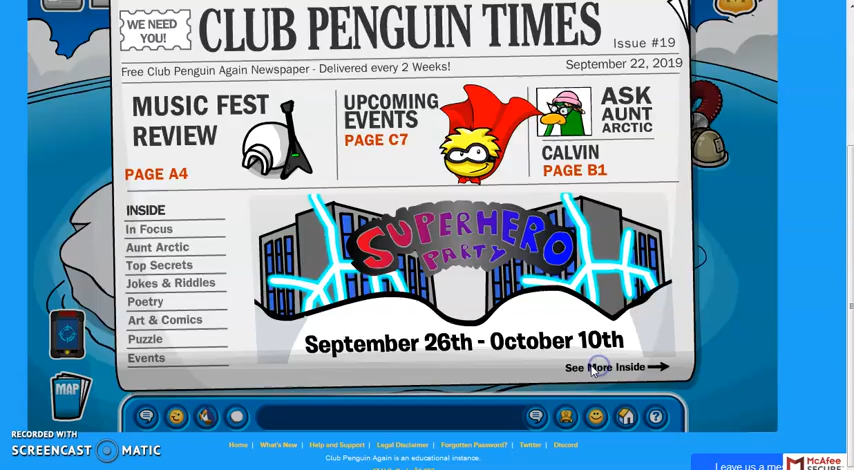 WE NEED
YOU!
CLUB PENGUIN TIMES
Issue #19
Free Club Penguin Again Newspaper - Delivered every 2 Weeks!
September 22, 2019
MUSIC FEST
REVIEW
PAGE A4
UPCOMING
EVENTS
PAGE C7
ASK
AUNT
ARCTIC
CALVIN
PAGE B1
INSIDE
In Focus
Aunt Arctic
Top Secrets
Jokes & Riddles
Poetry
Art & Comics
Puzzle
Events
SUPERHERO
PARTY
September 26th - October 10th
See More Inside
MAP
RECORDED WITH
SCREENCAST MATIC
Home | What's New | Help and Support | Legal Disclaimer | Forgotten Password? | Twitter | Discord
Club Penguin Again is an educational instance.
Leave us a mes
McAfee
SECURE